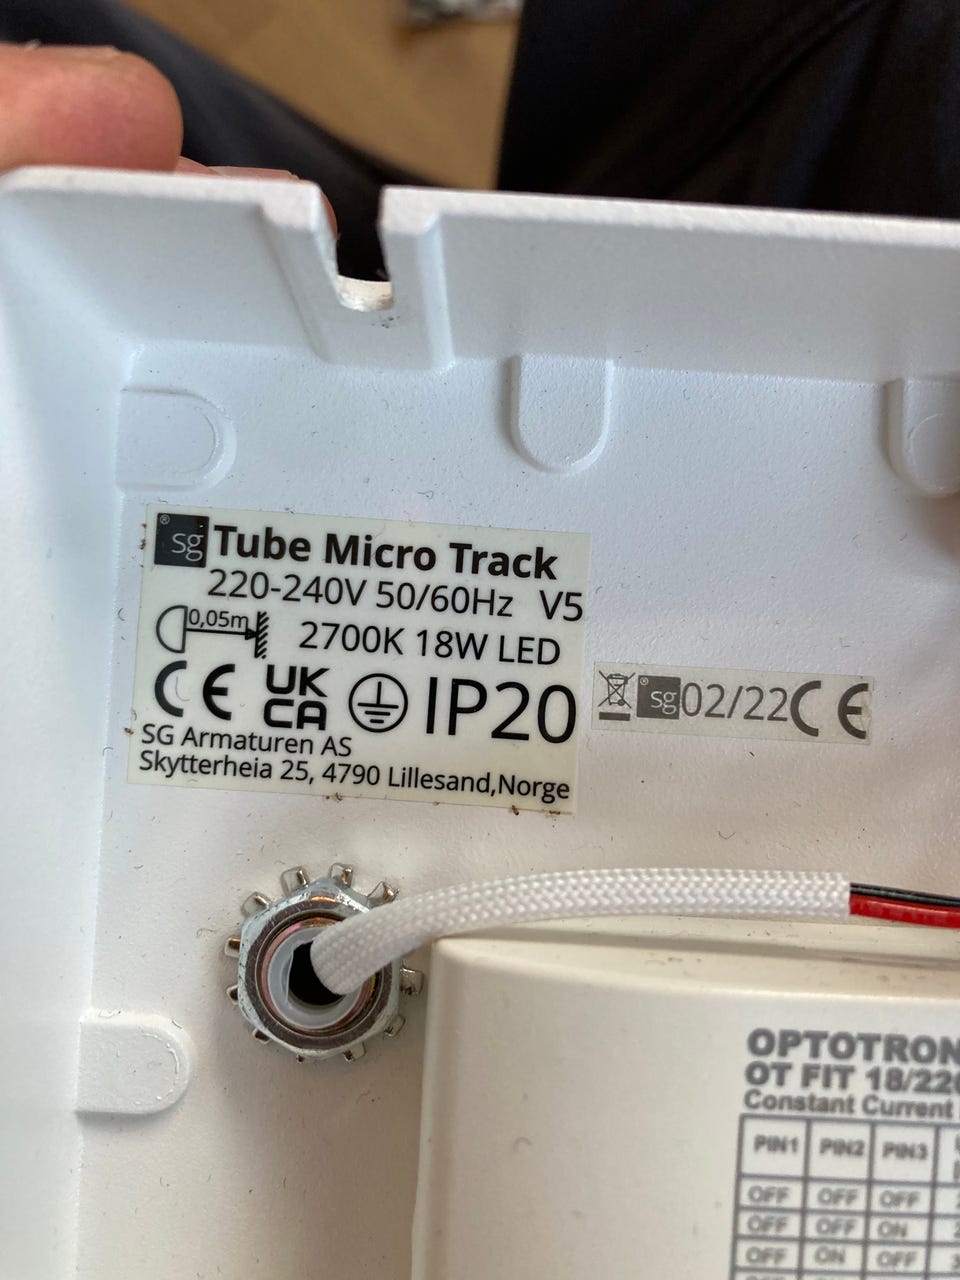 sg® Tube Micro Track
220-240V 50/60Hz V5
0,05m 2700K 18W LED
CE UK CA IP20
SG Armaturen AS
Skytterheia 25, 4790 Lillesand,Norge
sg® 02/22 CE
OPTOTRON
OT FIT 18/220
Constant Current
PIN1 PIN2 PIN3
OFF OFF OFF
OFF OFF ON
OFF ON OFF